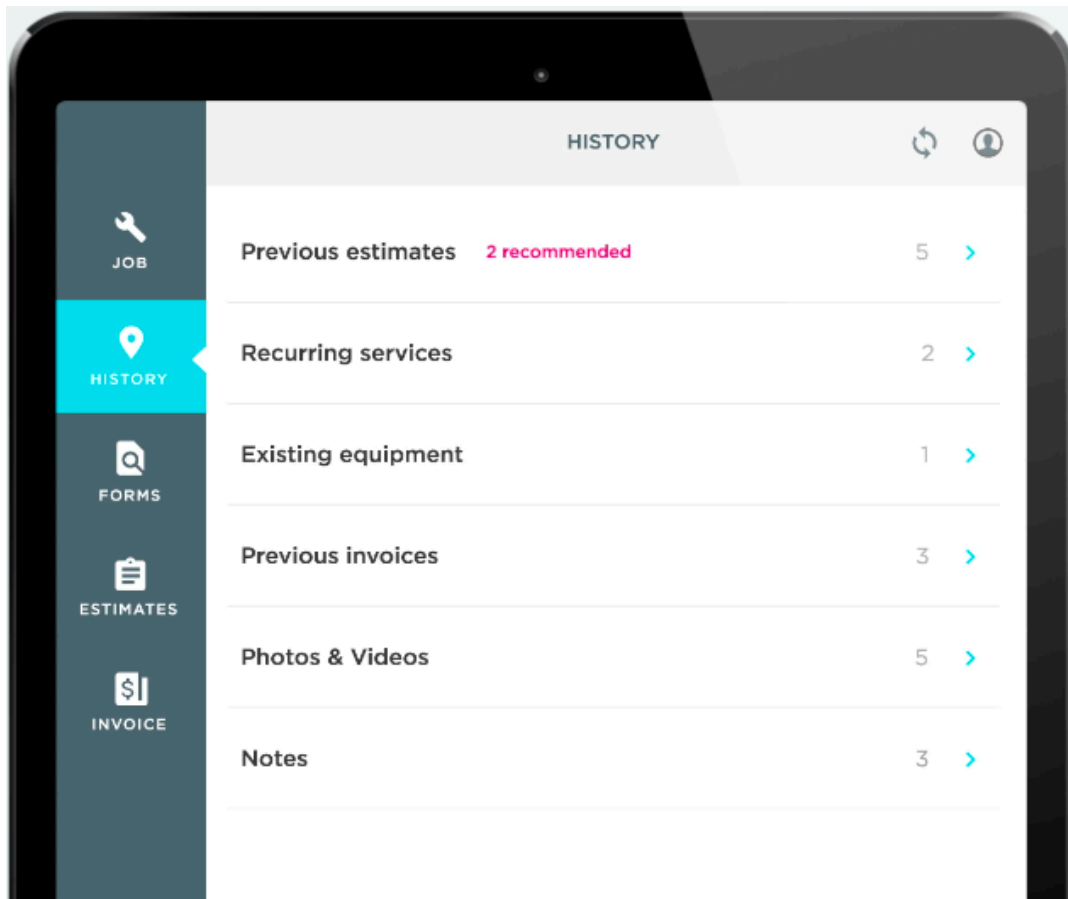 HISTORY
JOB
HISTORY
FORMS
ESTIMATES
INVOICE
Previous estimates 2 recommended 5
Recurring services 2
Existing equipment 1
Previous invoices 3
Photos & Videos 5
Notes 3